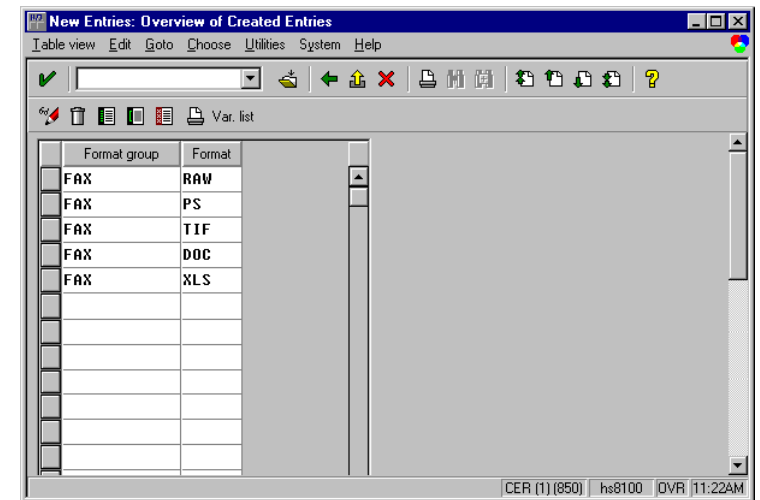 New Entries: Overview of Created Entries
Table view Edit Goto Choose Utilities System Help
Var. list
Format group Format
FAX RAW
FAX PS
FAX TIF
FAX DOC
FAX XLS
CER (1) (850) hs8100 OVR 11:22AM